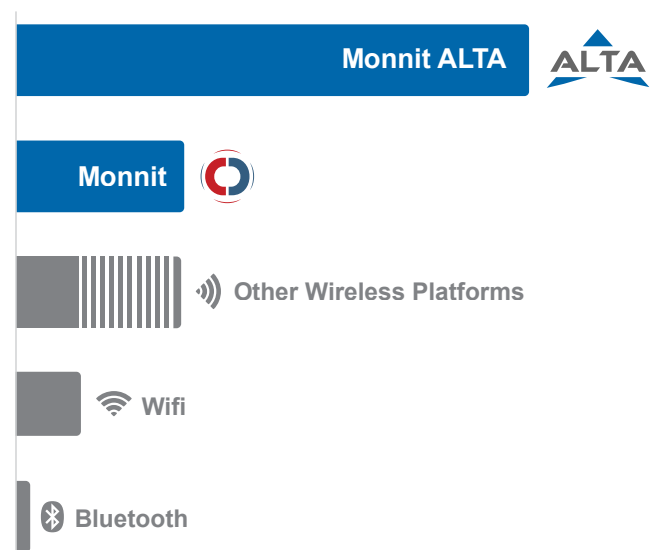 Monnit ALTA
ALTA
Monnit
Other Wireless Platforms
Wifi
Bluetooth